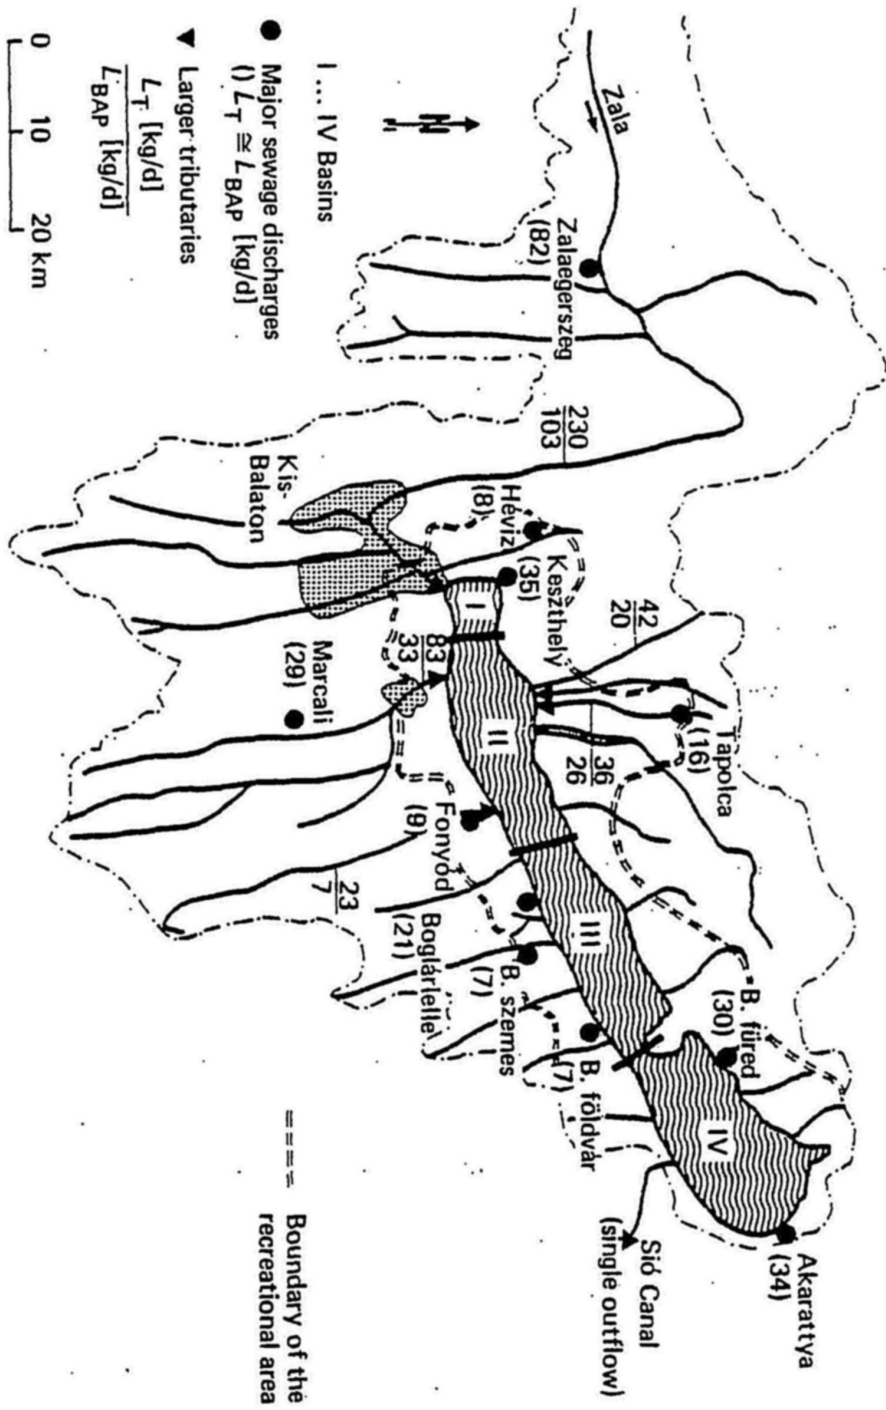 Zala
Zalaegerszeg
(82)
230
103
Kis-
Balaton
Hévíz
(8)
Keszthely
(35)
42
20
Tapolca
(16)
36
26
83
33
Marcali
(29)
Fonyód
(9)
23
7
Boglárlelle
(21)
B. szemes
(7)
B. földvár
(7)
B. füred
(30)
Akarattya
(34)
Sió Canal
(single outflow)
I
II
III
IV
N
I ... IV Basins
Major sewage discharges
() L_T ≅ L_BAP [kg/d]
Larger tributaries
L_T [kg/d]
L_BAP [kg/d]
0 10 20 km
==== Boundary of the
recreational area